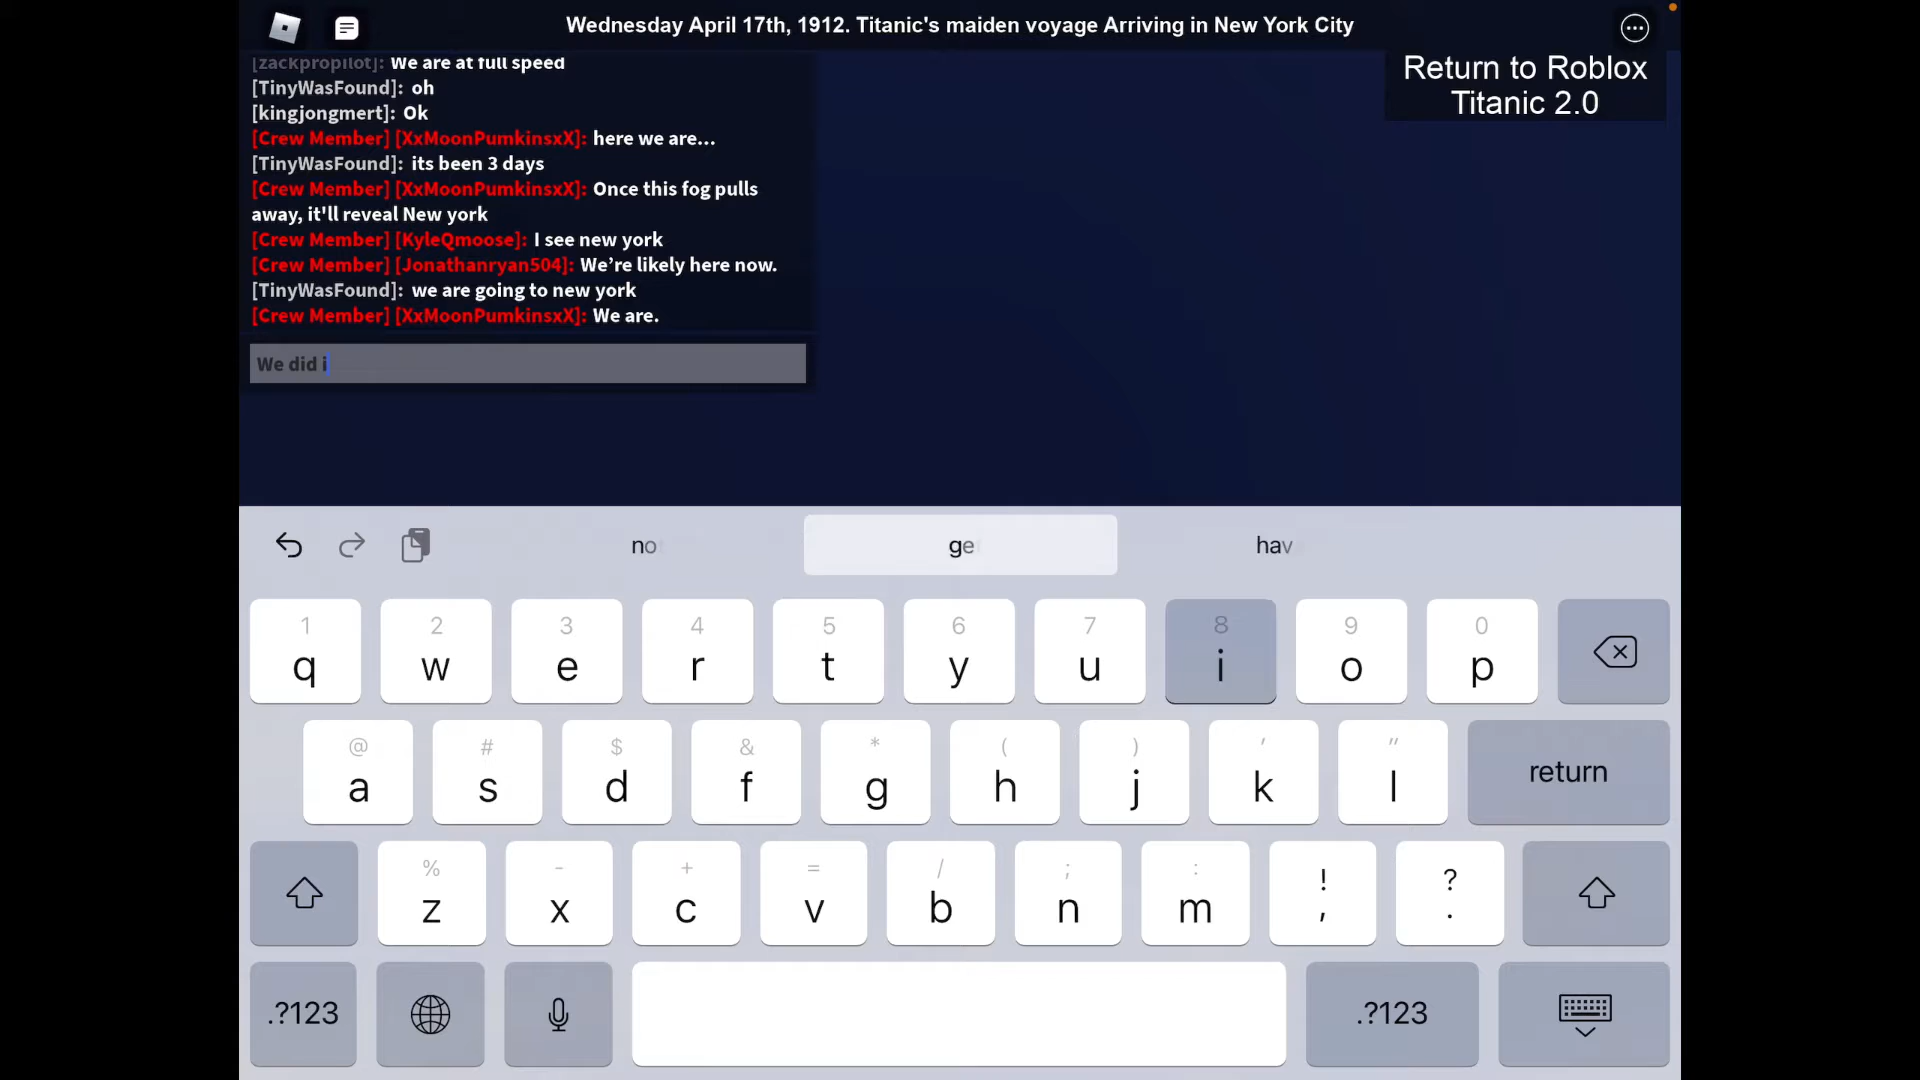 Wednesday April 17th, 1912. Titanic's maiden voyage Arriving in New York City
Return to Roblox
Titanic 2.0
[zackpropilot]: We are at full speed
[TinyWasFound]: oh
[kingjongmert]: Ok
[Crew Member] [XxMoonPumkinsxX]: here we are...
[TinyWasFound]: its been 3 days
[Crew Member] [XxMoonPumkinsxX]: Once this fog pulls
away, it'll reveal New york
[Crew Member] [KyleQmoose]: I see new york
[Crew Member] [Jonathanryan504]: We’re likely here now.
[TinyWasFound]: we are going to new york
[Crew Member] [XxMoonPumkinsxX]: We are.
We did i
no ge hav
1 2 3 4 5 6 7 8 9 0
q w e r t y u i o p
@ # $ & * ( ) ' "
a s d f g h j k l return
% - + = / ; : ! ?
z x c v b n m , .
.?123 .?123